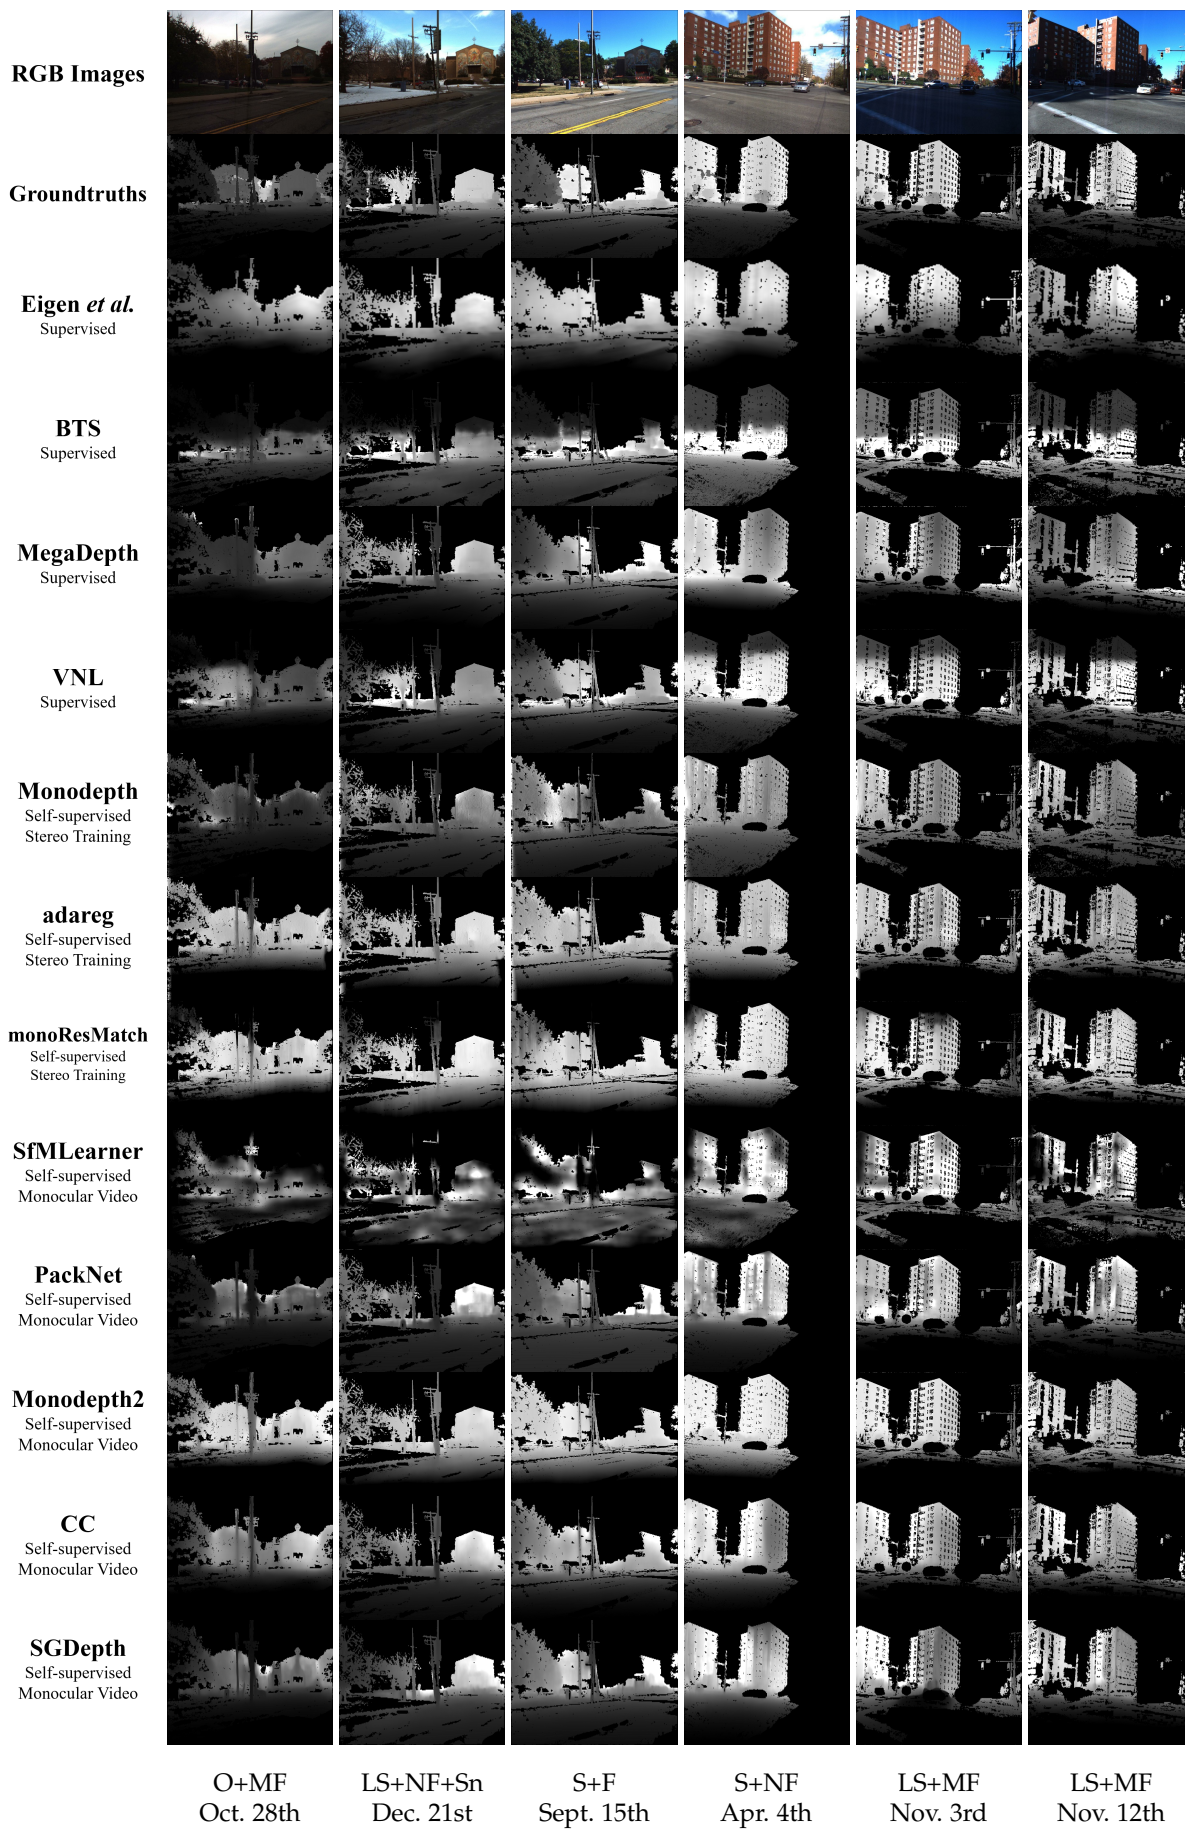 RGB Images
Groundtruths
Eigen et al.
Supervised
BTS
Supervised
MegaDepth
Supervised
VNL
Supervised
Monodepth
Self-supervised
Stereo Training
adareg
Self-supervised
Stereo Training
monoResMatch
Self-supervised
Stereo Training
SfMLearner
Self-supervised
Monocular Video
PackNet
Self-supervised
Monocular Video
Monodepth2
Self-supervised
Monocular Video
CC
Self-supervised
Monocular Video
SGDepth
Self-supervised
Monocular Video
O+MF LS+NF+Sn S+F S+NF LS+MF LS+MF
Oct. 28th Dec. 21st Sept. 15th Apr. 4th Nov. 3rd Nov. 12th